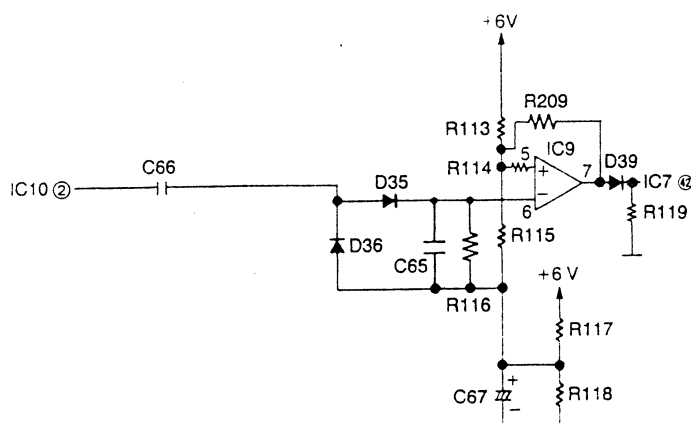 +6V
R209
R113
IC9
C66
R114
5
+
7
D39
IC10 ②
D35
−
IC7 ㊷
6
R119
D36
R115
C65
+6 V
R116
R117
+
C67
R118
−